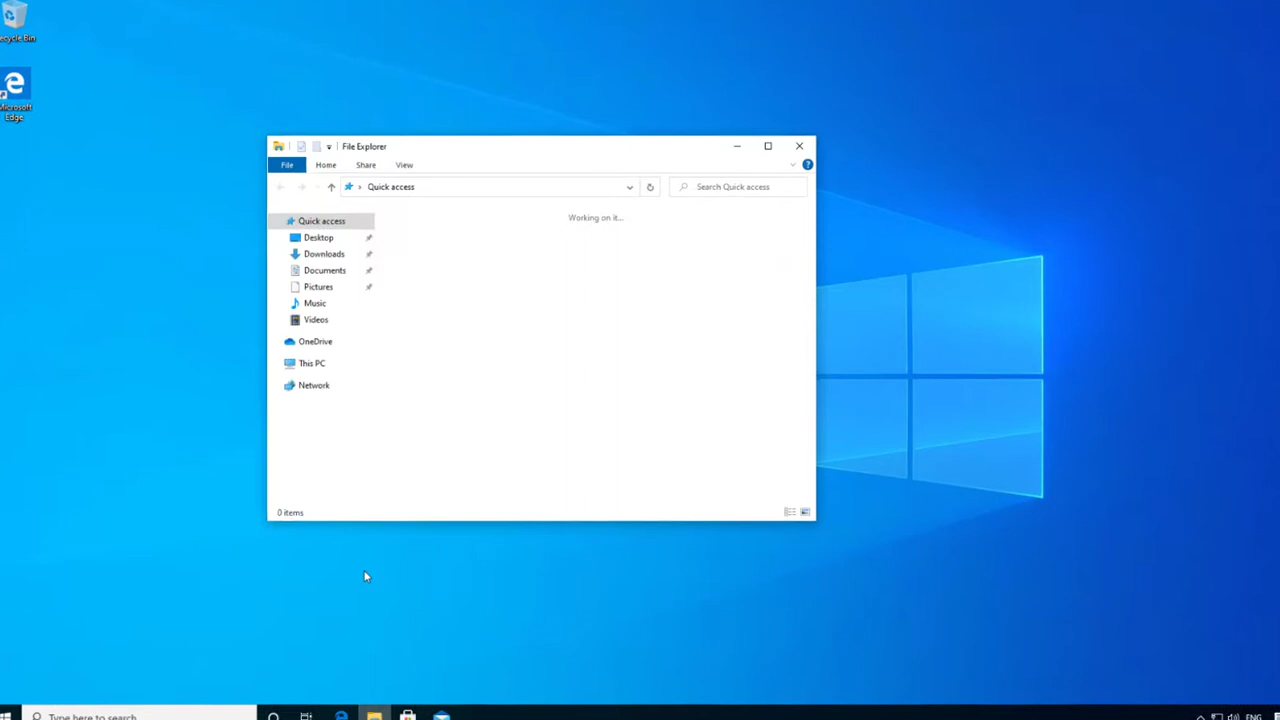 ecycle Bin
Microsoft
Edge
File Explorer
File
Home
Share
View
Quick access
Search Quick access
Quick access
Working on it...
Desktop
Downloads
Documents
Pictures
Music
Videos
OneDrive
This PC
Network
0 items
Type here to search
ENG